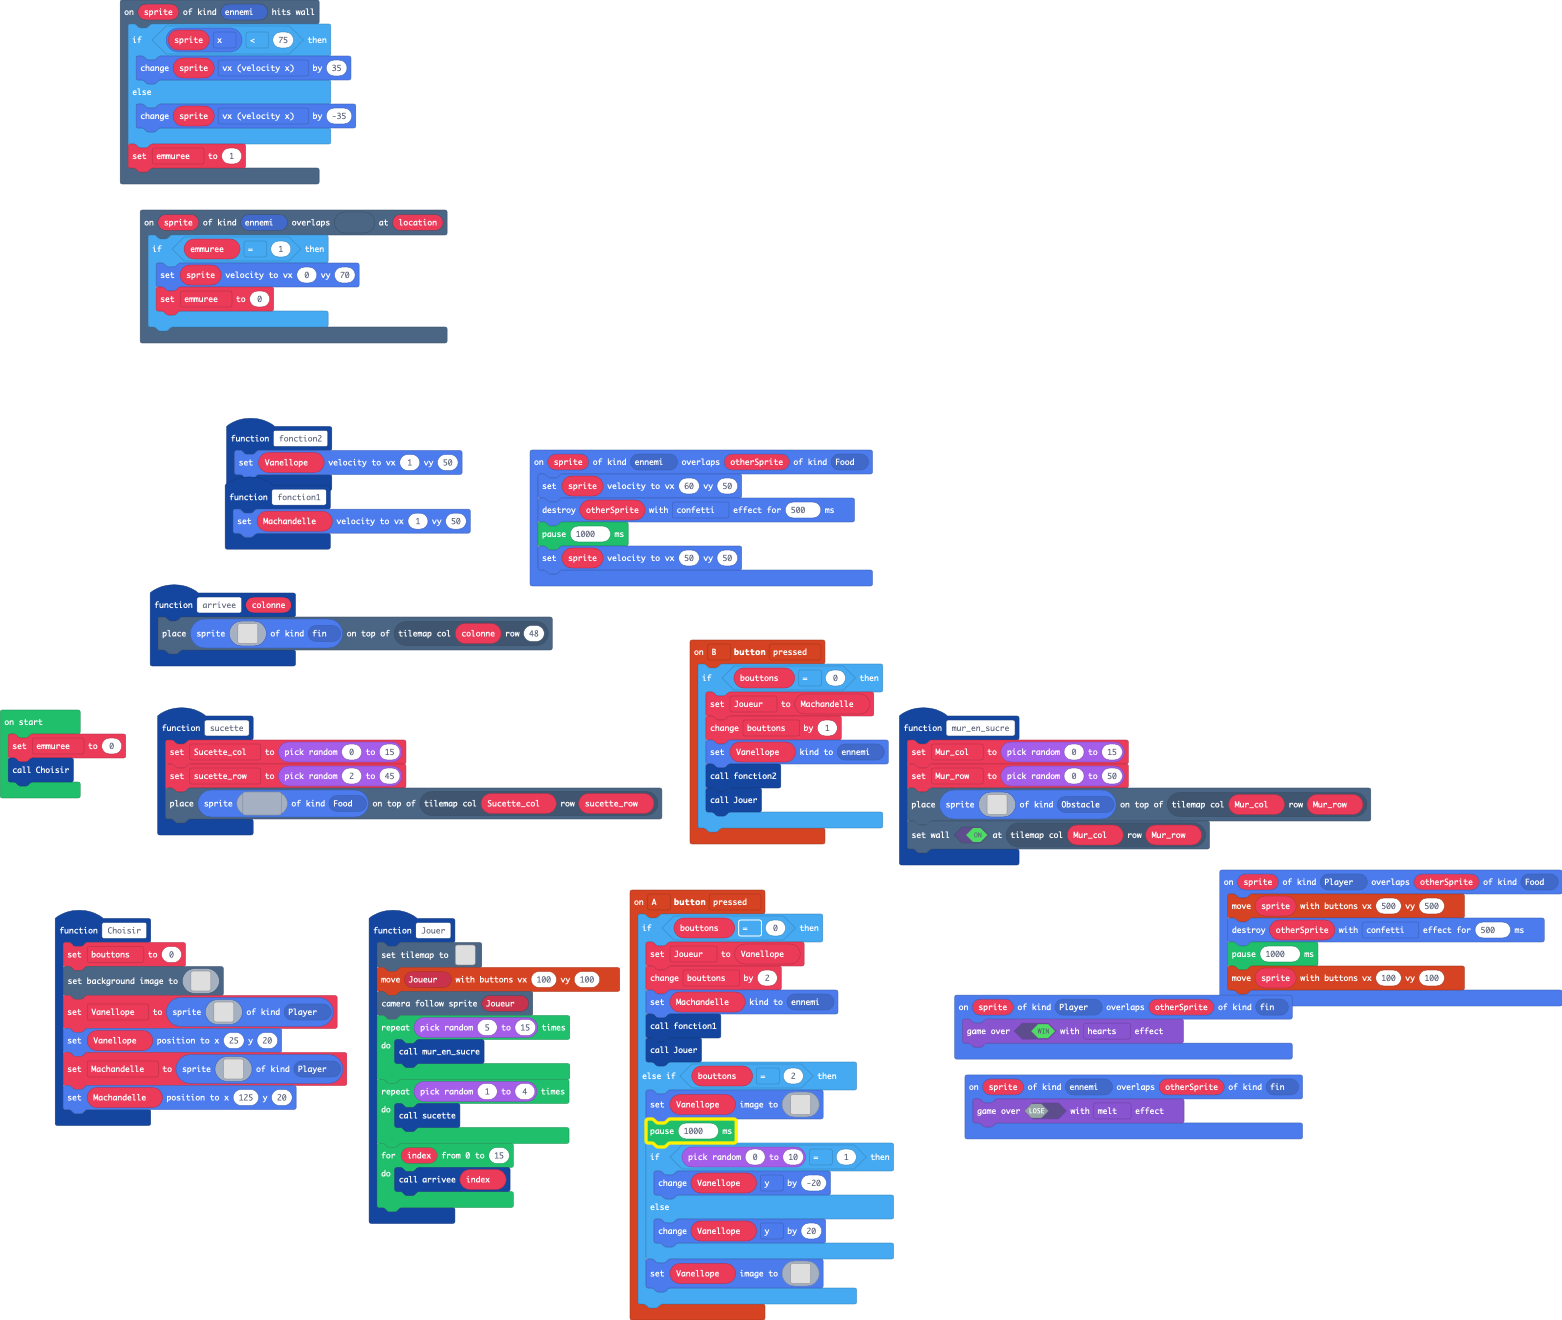 on sprite of kind ennemi hits wall
if sprite x < 75 then
change sprite vx (velocity x) by 35
else
change sprite vx (velocity x) by -35
set emmuree to 1
on sprite of kind ennemi overlaps at location
if emmuree = 1 then
set sprite velocity to vx 0 vy 70
set emmuree to 0
function fonction2
set Vanellope velocity to vx 1 vy 50
function fonction1
set Machandelle velocity to vx 1 vy 50
on sprite of kind ennemi overlaps otherSprite of kind Food
set sprite velocity to vx 60 vy 50
destroy otherSprite with confetti effect for 500 ms
pause 1000 ms
set sprite velocity to vx 50 vy 50
function arrivee colonne
place sprite of kind fin on top of tilemap col colonne row 48
on start
set emmuree to 0
call Choisir
function sucette
set Sucette_col to pick random 0 to 15
set sucette_row to pick random 2 to 45
place sprite of kind Food on top of tilemap col Sucette_col row sucette_row
on B button pressed
if bouttons = 0 then
set Joueur to Machandelle
change bouttons by 1
set Vanellope kind to ennemi
call fonction2
call Jouer
function mur_en_sucre
set Mur_col to pick random 0 to 15
set Mur_row to pick random 0 to 50
place sprite of kind Obstacle on top of tilemap col Mur_col row Mur_row
set wall ON at tilemap col Mur_col row Mur_row
function Choisir
set bouttons to 0
set background image to
set Vanellope to sprite of kind Player
set Vanellope position to x 25 y 20
set Machandelle to sprite of kind Player
set Machandelle position to x 125 y 20
function Jouer
set tilemap to
move Joueur with buttons vx 100 vy 100
camera follow sprite Joueur
repeat pick random 5 to 15 times
do call mur_en_sucre
repeat pick random 1 to 4 times
do call sucette
for index from 0 to 15
do call arrivee index
on A button pressed
if bouttons = 0 then
set Joueur to Vanellope
change bouttons by 2
set Machandelle kind to ennemi
call fonction1
call Jouer
else if bouttons = 2 then
set Vanellope image to
pause 1000 ms
if pick random 0 to 10 = 1 then
change Vanellope y by -20
else
change Vanellope y by 20
set Vanellope image to
on sprite of kind Player overlaps otherSprite of kind Food
move sprite with buttons vx 500 vy 500
destroy otherSprite with confetti effect for 500 ms
pause 1000 ms
move sprite with buttons vx 100 vy 100
on sprite of kind Player overlaps otherSprite of kind fin
game over WIN with hearts effect
on sprite of kind ennemi overlaps otherSprite of kind fin
game over LOSE with melt effect